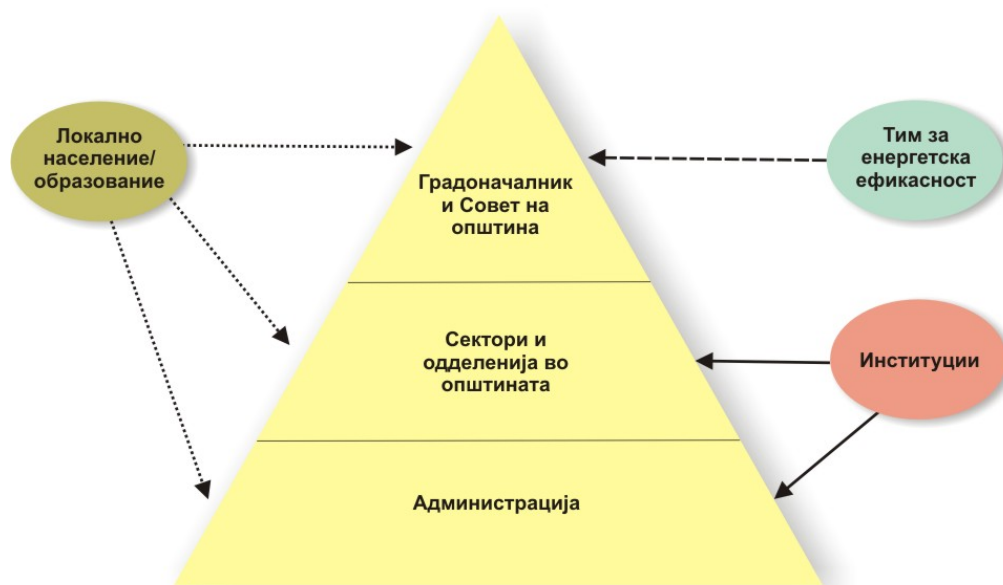 Локално
население/
образование
Тим за
енергетска
ефикасност
Градоначалник
и Совет на
општина
Сектори и
одделенија во
општината
Институции
Администрација